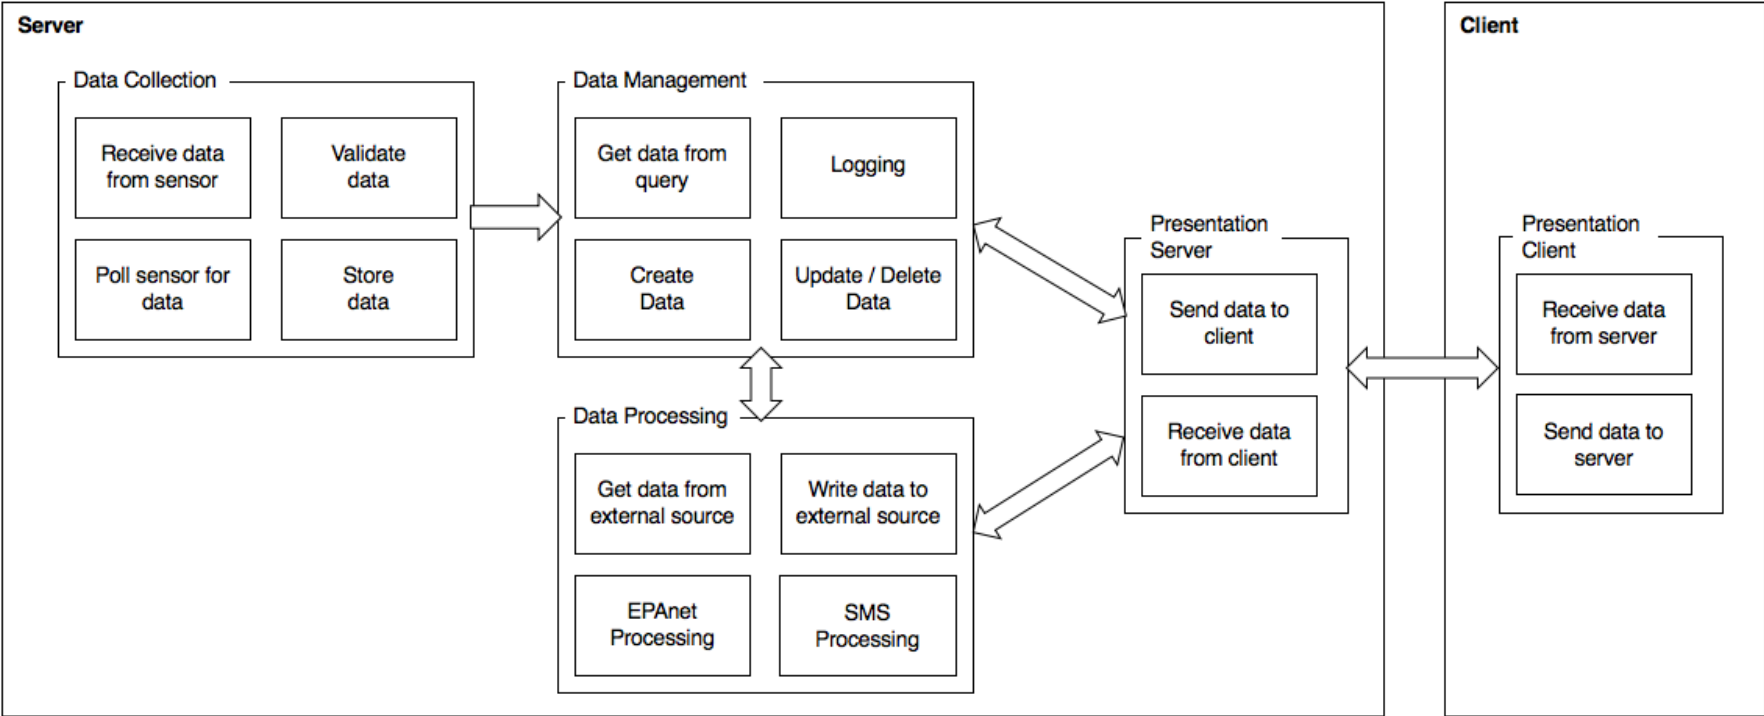 Server
Data Collection
Receive data
from sensor
Validate
data
Poll sensor for
data
Store
data
Data Management
Get data from
query
Logging
Create
Data
Update / Delete
Data
Data Processing
Get data from
external source
Write data to
external source
EPAnet
Processing
SMS
Processing
Presentation
Server
Send data to
client
Receive data
from client
Client
Presentation
Client
Receive data
from server
Send data to
server